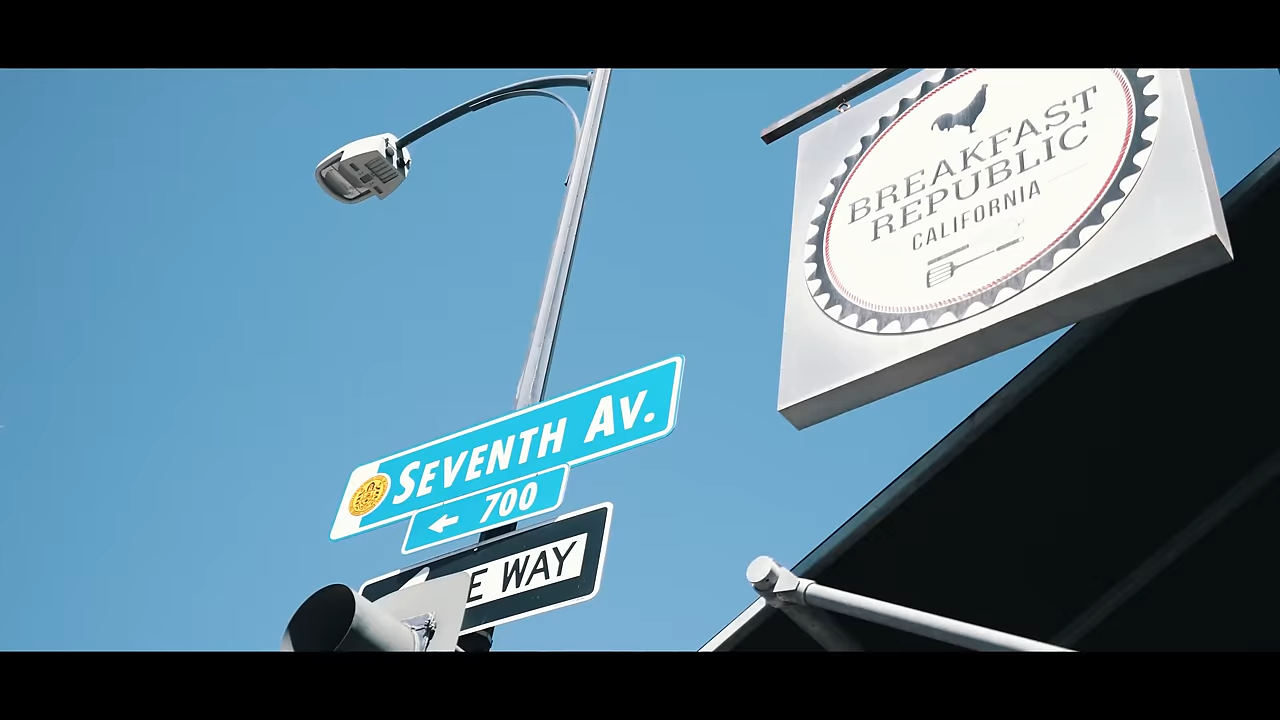 BREAKFAST
REPUBLIC
CALIFORNIA
SEVENTH AV.
700
E WAY